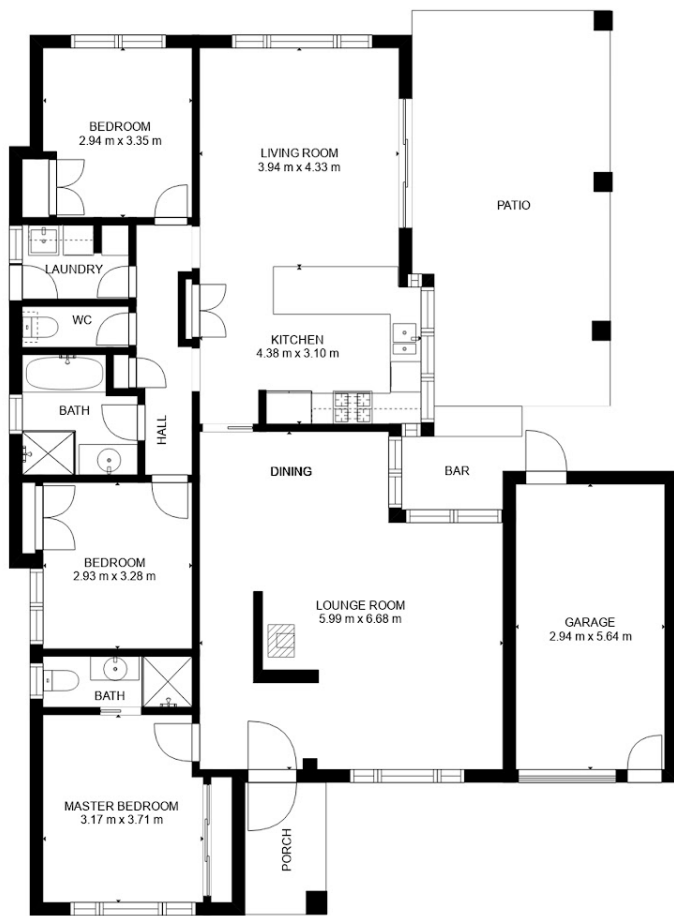 BEDROOM
2.94 m x 3.35 m
LIVING ROOM
3.94 m x 4.33 m
PATIO
LAUNDRY
WC
KITCHEN
4.38 m x 3.10 m
BATH
HALL
DINING
BAR
BEDROOM
2.93 m x 3.28 m
LOUNGE ROOM
5.99 m x 6.68 m
GARAGE
2.94 m x 5.64 m
BATH
MASTER BEDROOM
3.17 m x 3.71 m
PORCH